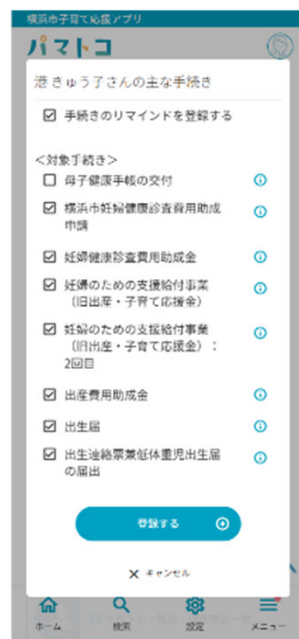 横浜市子育て応援アプリ
パマトコ
港きゅう子さんの主な手続き
手続きのリマインドを登録する
<対象手続き>
母子健康手帳の交付
横浜市妊婦健康診査費用助成
申請
妊婦健康診査費用助成金
妊婦のための支援給付事業
(旧出産・子育て応援金)
妊婦のための支援給付事業
(旧出産・子育て応援金):
2回目
出産費用助成金
出生届
出生連絡票兼低体重児出生届
の届出
登録する
キャンセル
ホーム
検索
設定
メニュー